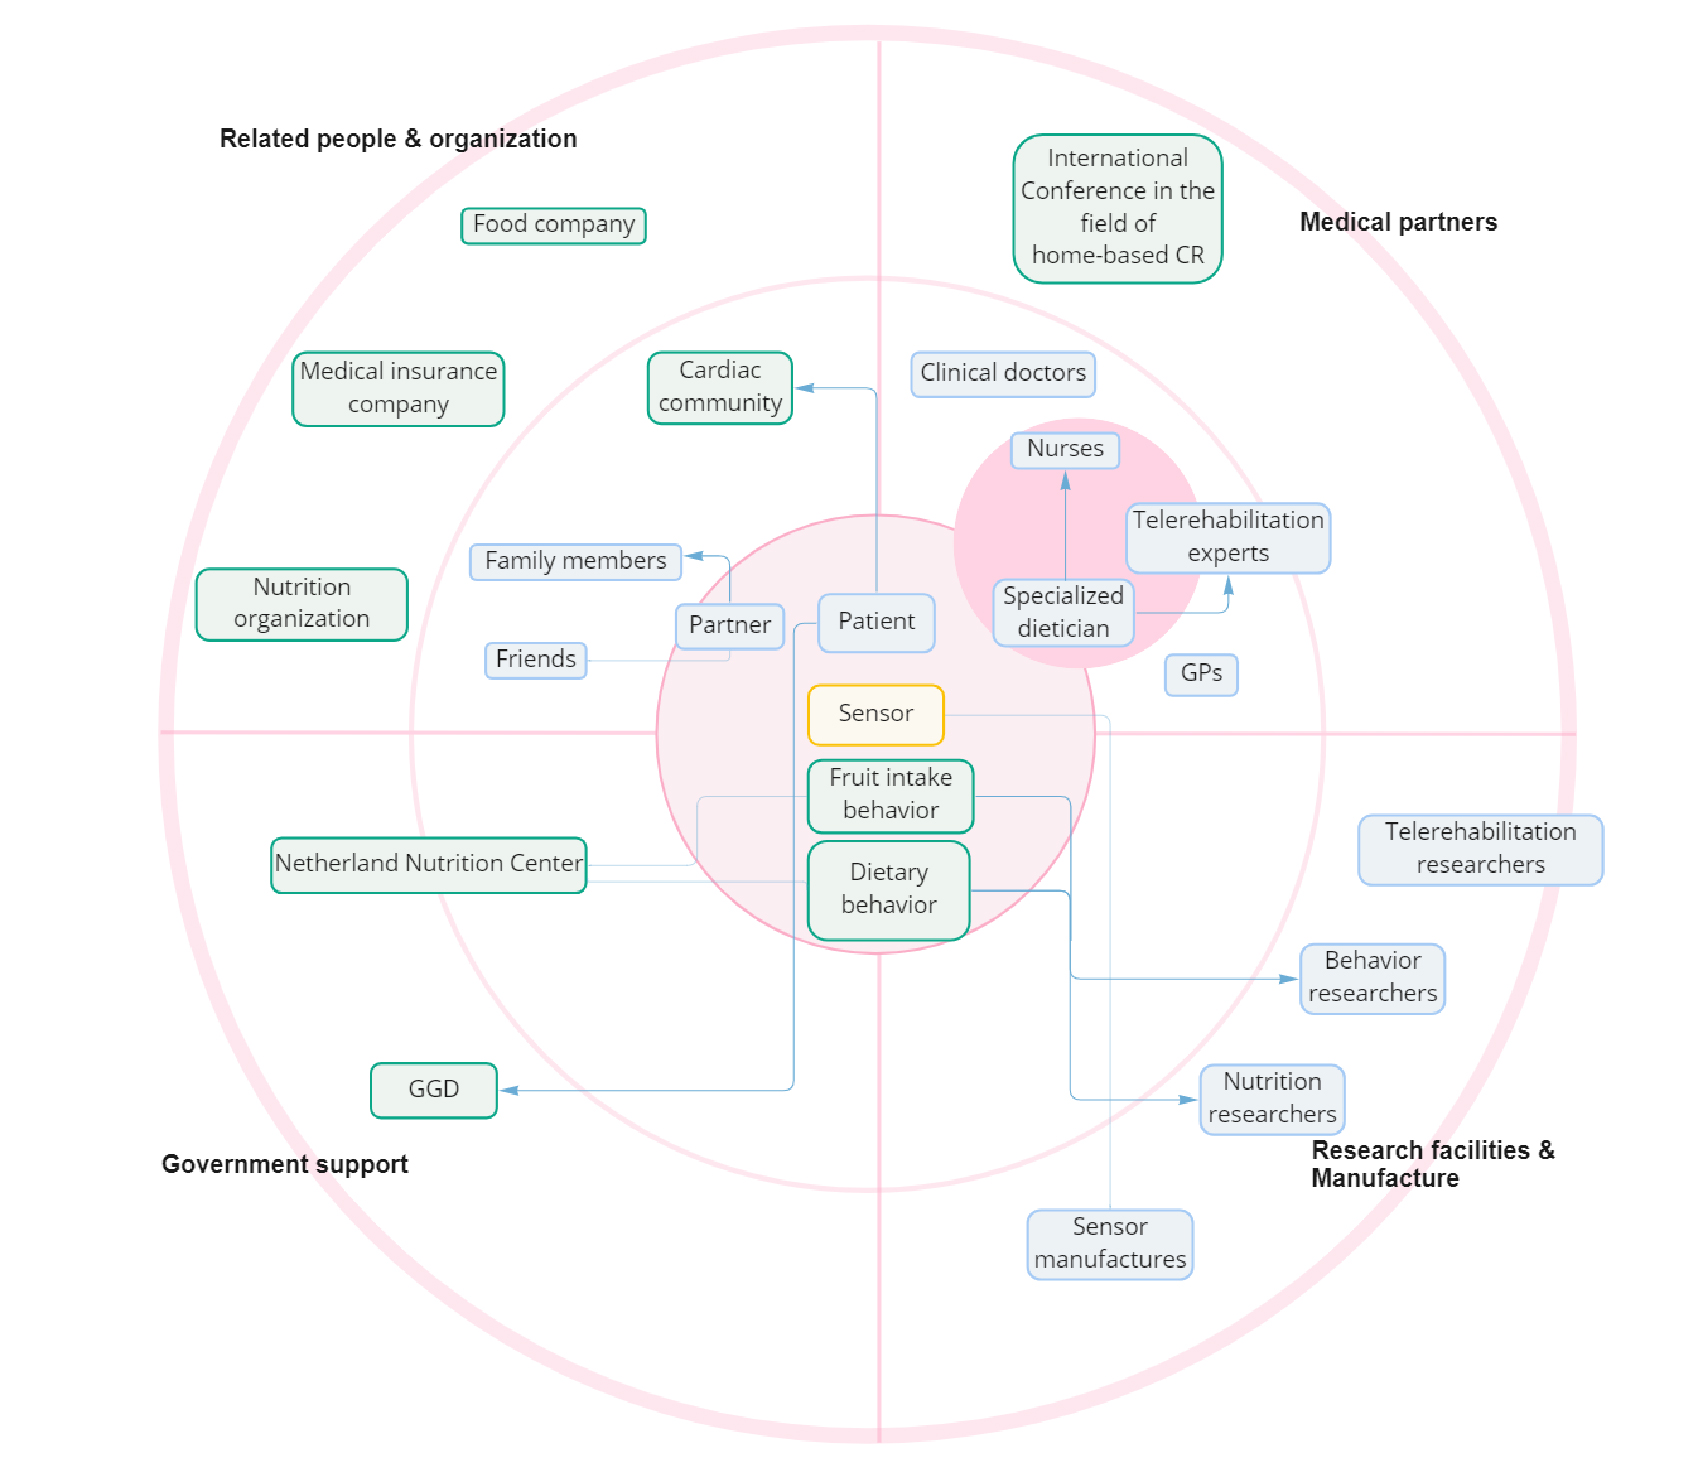 Related people & organization
International
Conference in the
field of
home-based CR
Medical partners
Food company
Medical insurance
company
Cardiac
community
Clinical doctors
Nurses
Telerehabilitation
experts
Family members
Nutrition
organization
Partner
Patient
Specialized
dietician
Friends
GPs
Sensor
Fruit intake
behavior
Telerehabilitation
researchers
Netherland Nutrition Center
Dietary
behavior
Behavior
researchers
GGD
Nutrition
researchers
Government support
Research facilities &
Manufacture
Sensor
manufactures